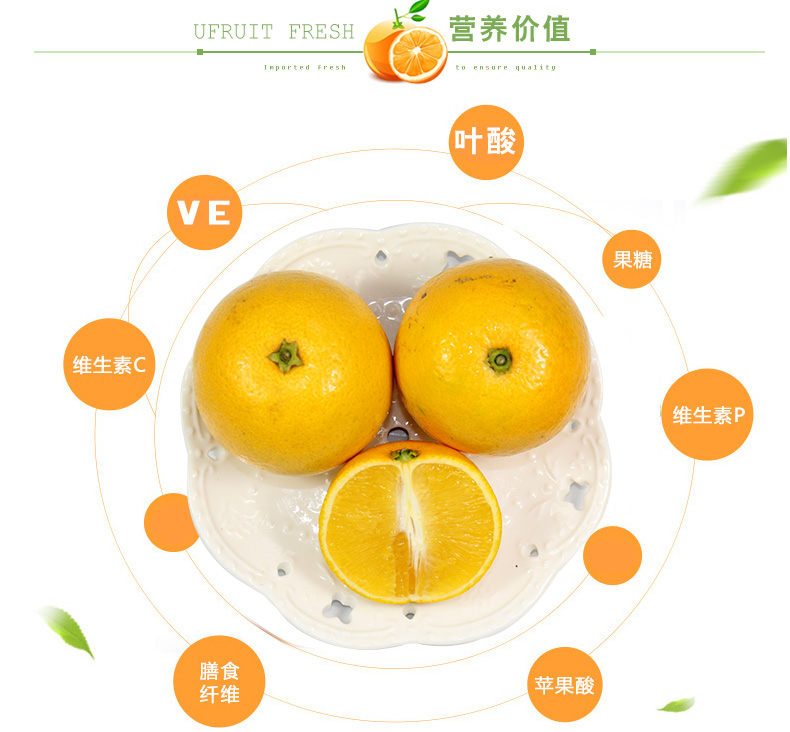 UFRUIT FRESH
营养价值
Imported Fresh
to ensure quality
叶酸
VE
果糖
维生素C
维生素P
膳食
纤维
苹果酸